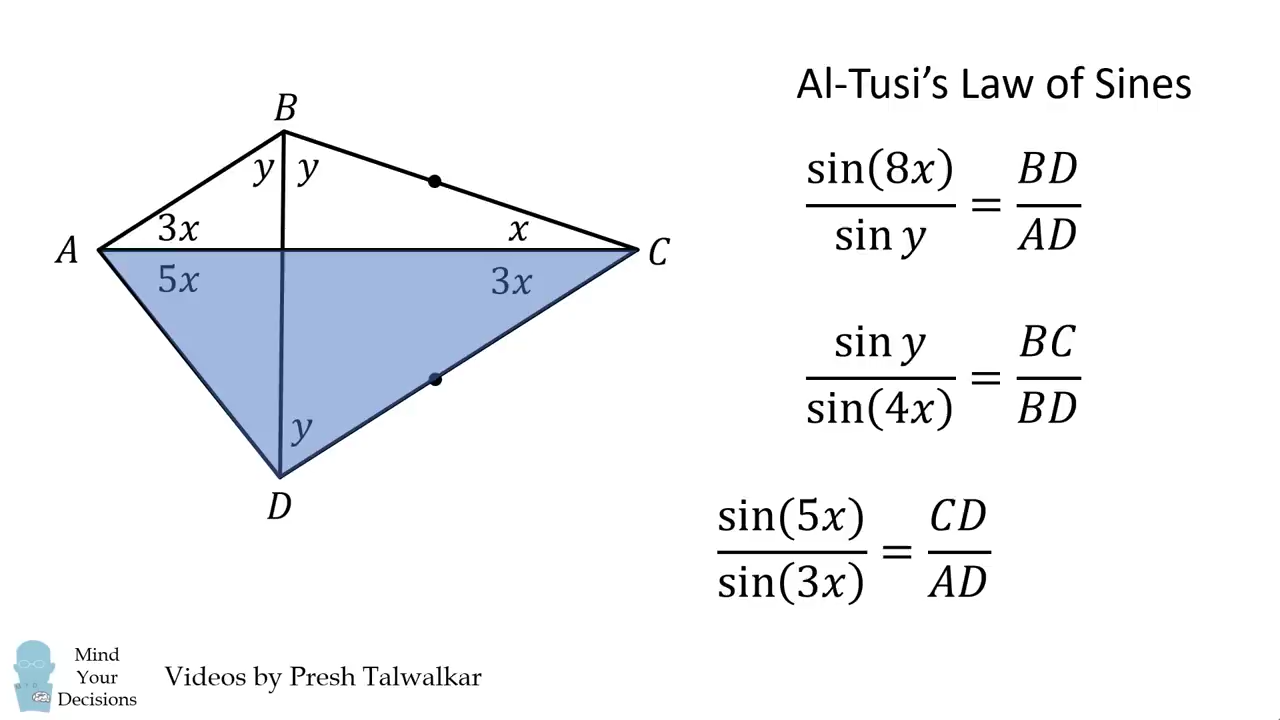 Al-Tusi’s Law of Sines
B
y y
3x x
A C
5x 3x
y
D
sin(8x) / sin y = BD / AD
sin y / sin(4x) = BC / BD
sin(5x) / sin(3x) = CD / AD
Mind
Your
Decisions
Videos by Presh Talwalkar